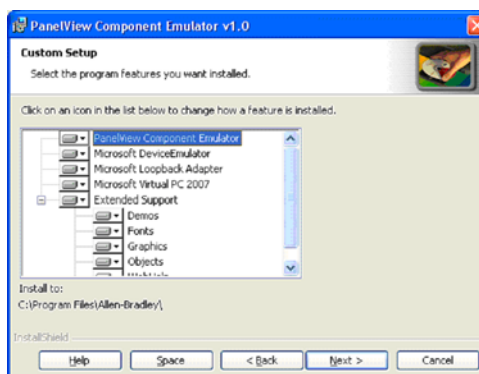 PanelView Component Emulator v1.0
Custom Setup
Select the program features you want installed.
Click on an icon in the list below to change how a feature is installed.
PanelView Component Emulator
Microsoft DeviceEmulator
Microsoft Loopback Adapter
Microsoft Virtual PC 2007
Extended Support
Demos
Fonts
Graphics
Objects
Install to:
C:\Program Files\Allen-Bradley\
InstallShield
Help
Space
< Back
Next >
Cancel